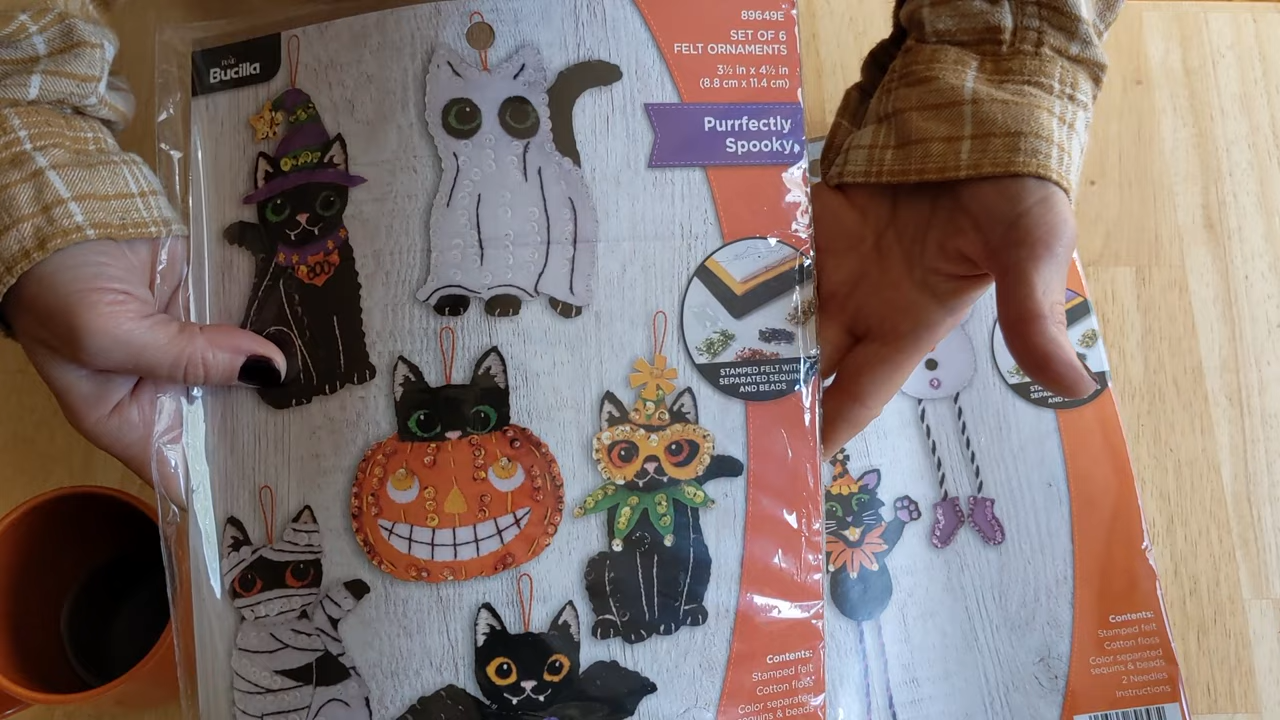 Bucilla
89649E
SET OF 6
FELT ORNAMENTS
3½ in x 4½ in
(8.8 cm x 11.4 cm)
Purrfectly
Spooky
BOO
STAMPED FELT WITH
SEPARATED SEQUIN
AND BEADS
Contents:
Stamped felt
Cotton floss
Color separated
sequins & beads
AND
Contents:
Stamped felt
Cotton floss
Color separated
sequins & beads
2 Needles
Instructions